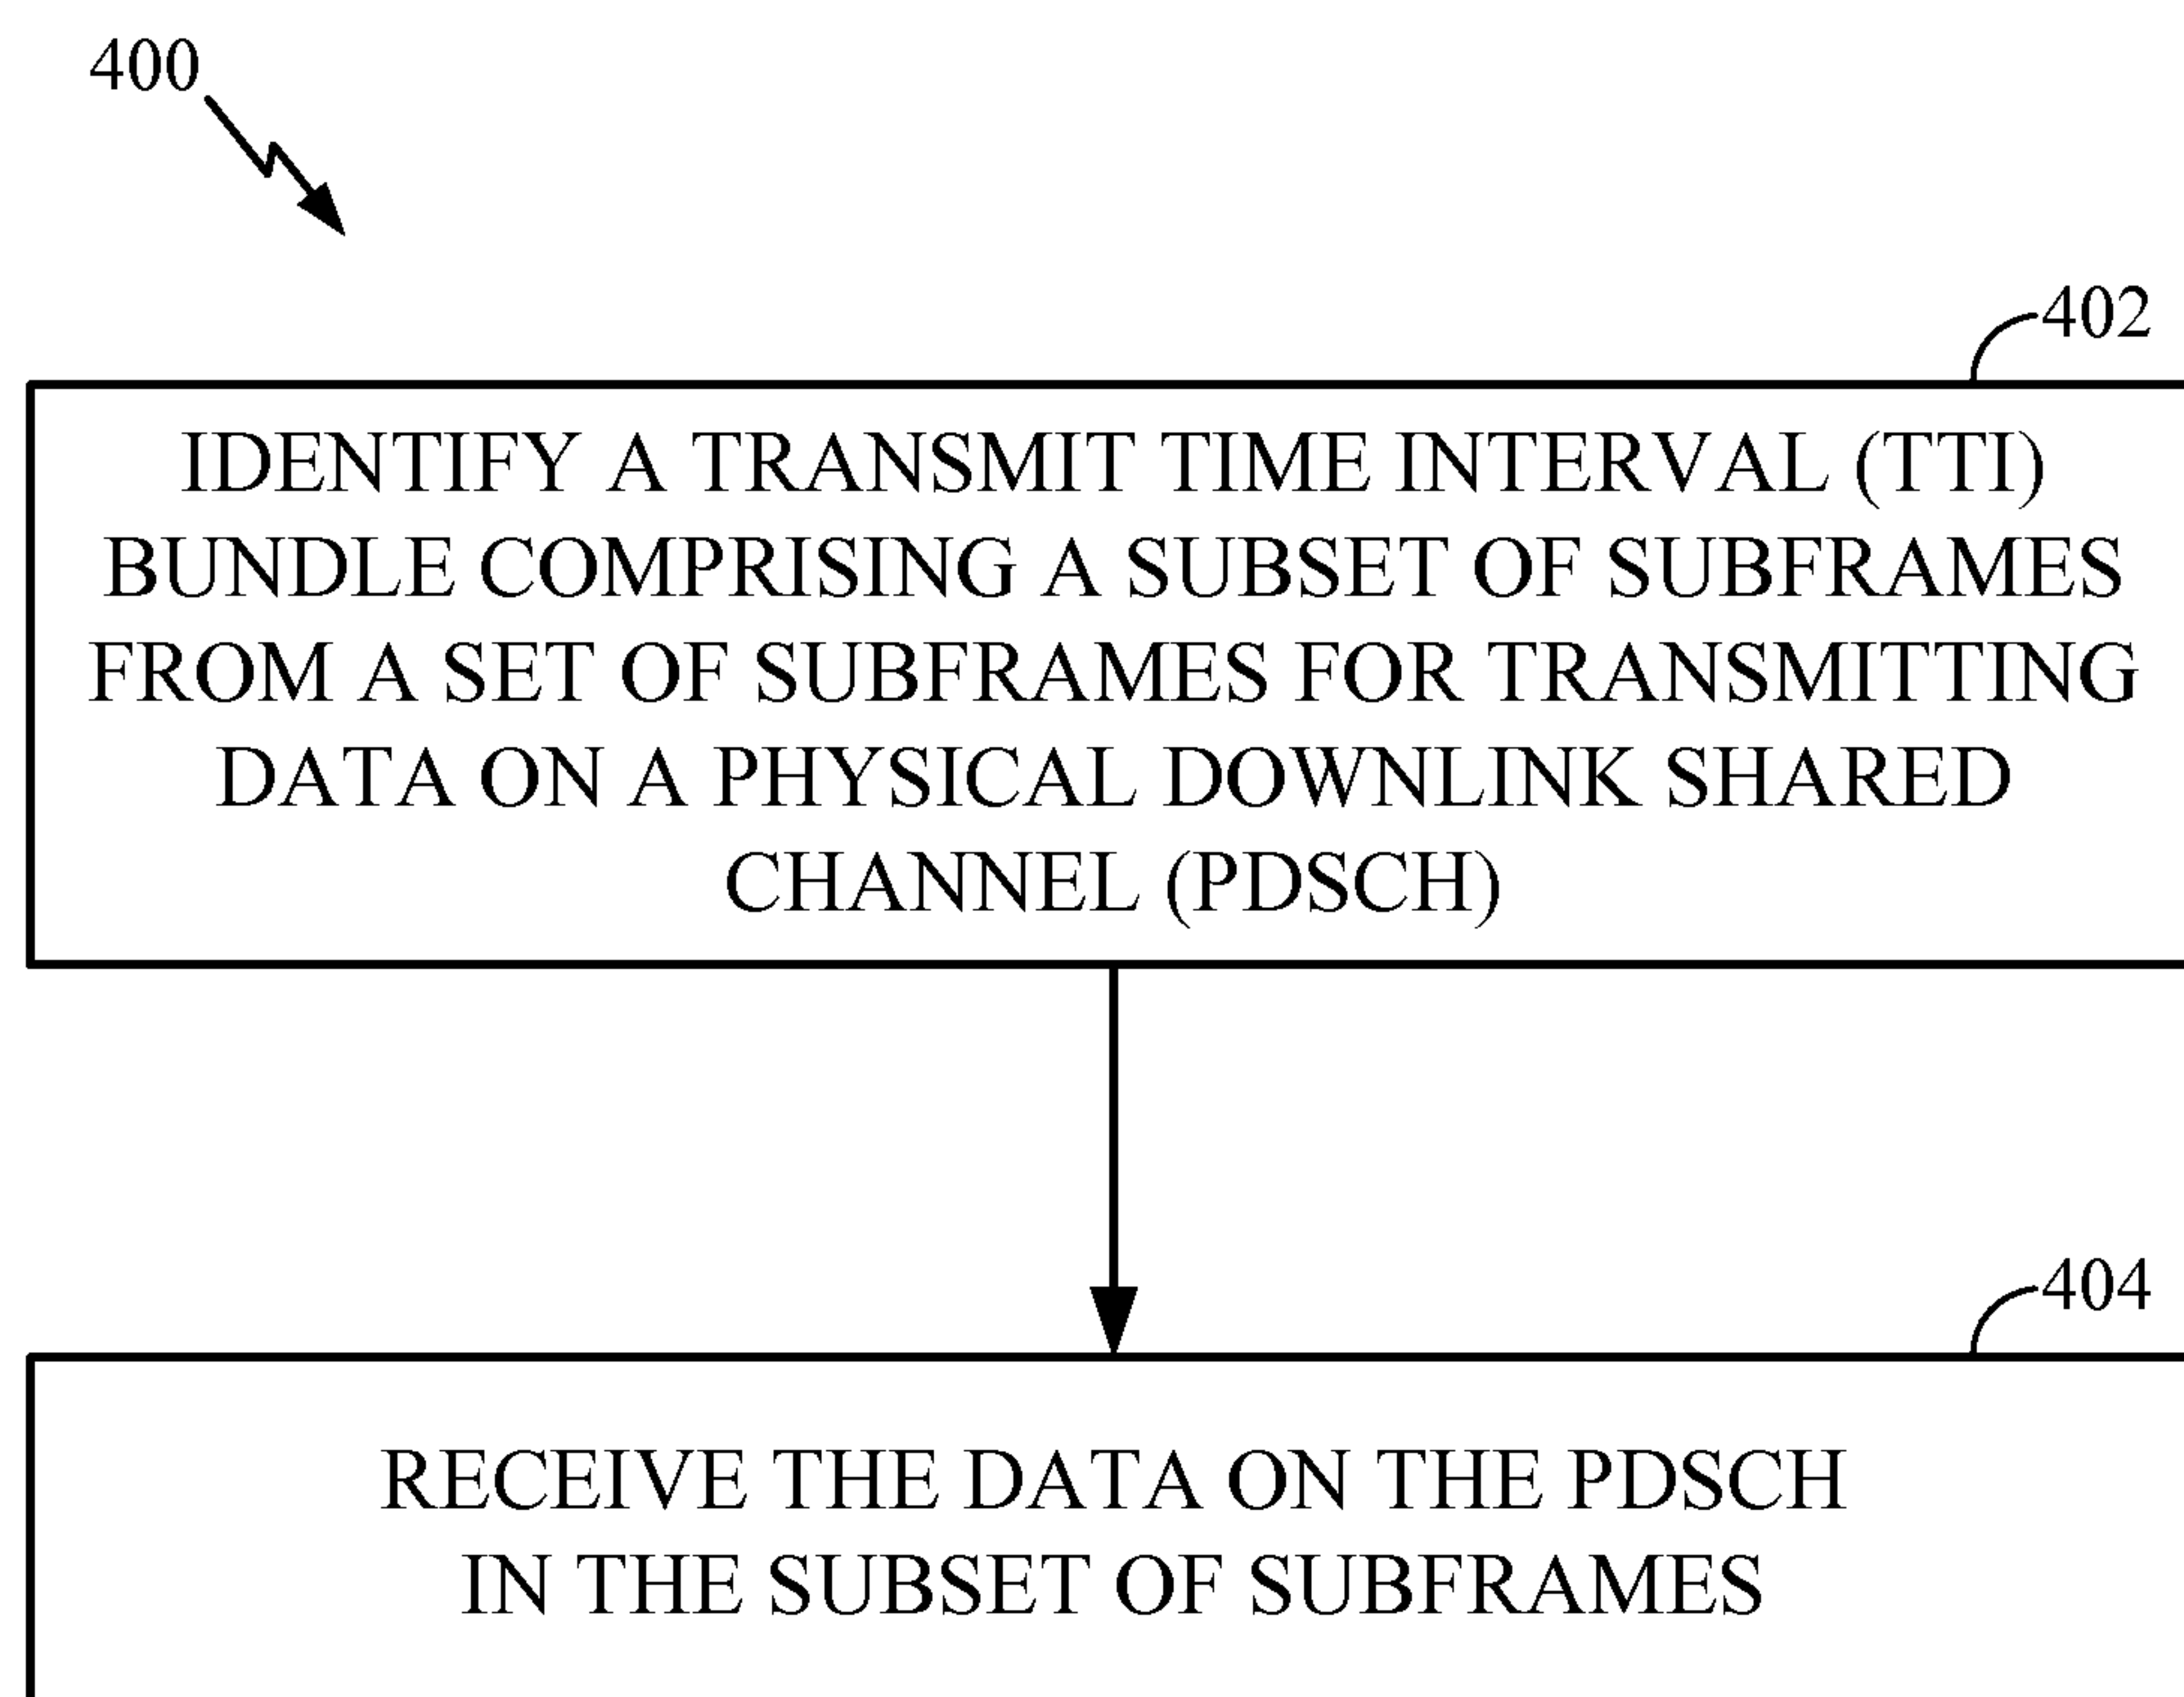 400
402
IDENTIFY A TRANSMIT TIME INTERVAL (TTI)
BUNDLE COMPRISING A SUBSET OF SUBFRAMES
FROM A SET OF SUBFRAMES FOR TRANSMITTING
DATA ON A PHYSICAL DOWNLINK SHARED
CHANNEL (PDSCH)
404
RECEIVE THE DATA ON THE PDSCH
IN THE SUBSET OF SUBFRAMES